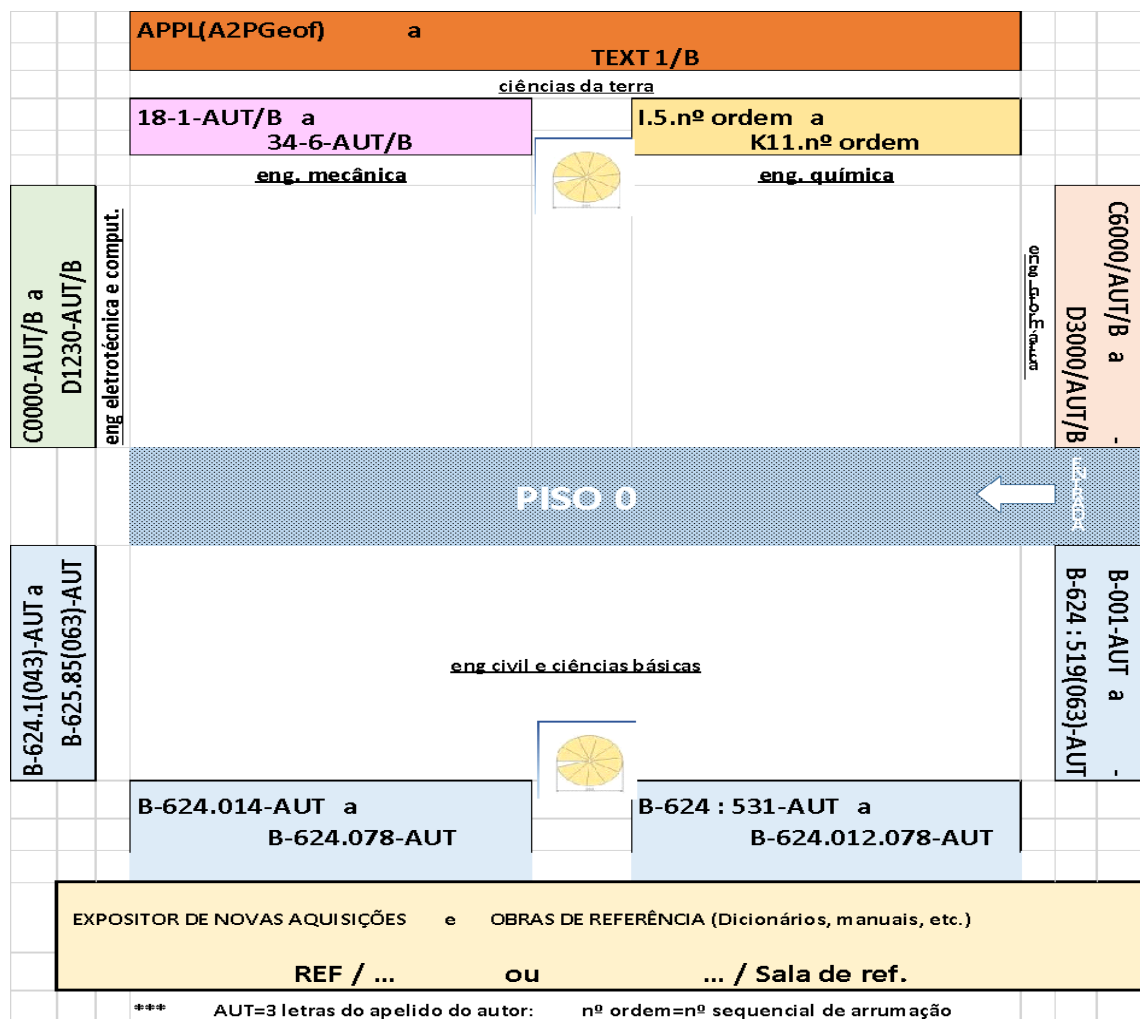 APPL(A2PGeof) a
TEXT 1/B
ciências da terra
18-1-AUT/B a
34-6-AUT/B
I.5.nº ordem a
K11.nº ordem
eng. mecânica
eng. química
C0000-AUT/B a
D1230-AUT/B
eng eletrotécnica e comput.
C6000/AUT/B a -
D3000/AUT/B
PISO 0
B-624.1(043)-AUT a
B-625.85(063)-AUT
eng civil e ciências básicas
B-001-AUT a -
B-624 : 519(063)-AUT
B-624.014-AUT a
B-624.078-AUT
B-624 : 531-AUT a
B-624.012.078-AUT
EXPOSITOR DE NOVAS AQUISIÇÕES e OBRAS DE REFERÊNCIA (Dicionários, manuais, etc.)
REF / ... ou ... / Sala de ref.
*** AUT=3 letras do apelido do autor: nº ordem=nº sequencial de arrumação